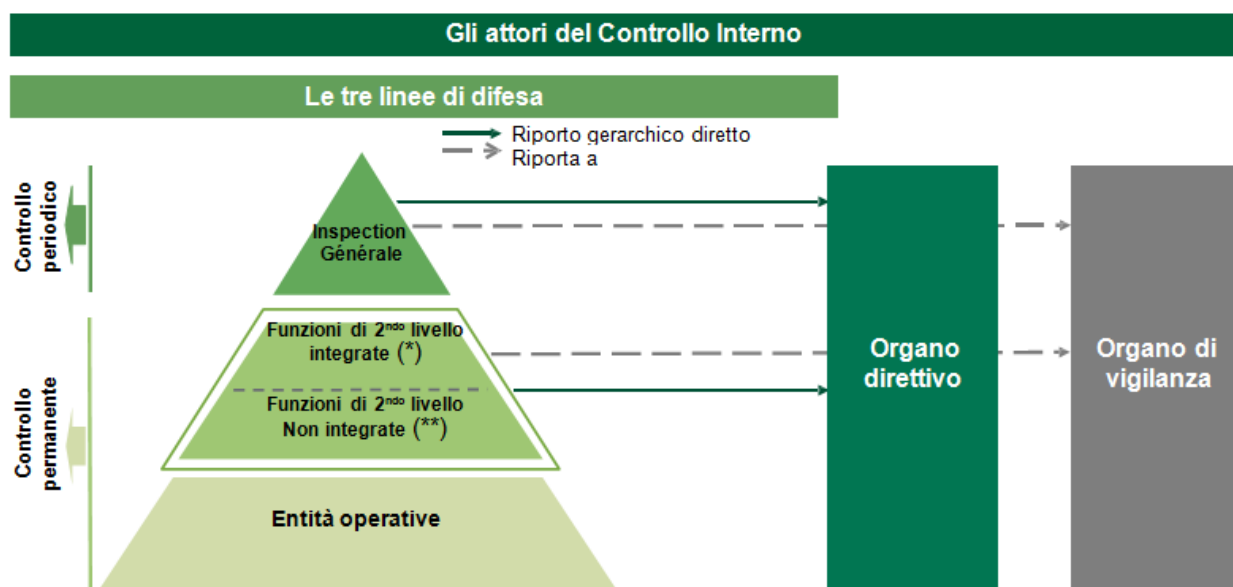 Gli attori del Controllo Interno
Le tre linee di difesa
Riporto gerarchico diretto
Riporta a
Controllo
periodico
Inspection
Générale
Funzioni di 2ndo livello
integrate (*)
Funzioni di 2ndo livello
Non integrate (**)
Controllo
permanente
Entità operative
Organo
direttivo
Organo di
vigilanza